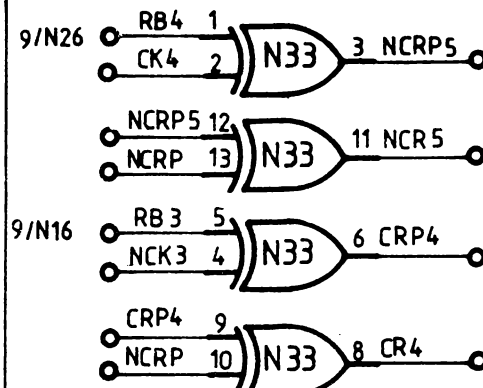 RB4 1
9/N26 N33 3 NCRP5
CK4 2
NCRP5 12
N33 11 NCR5
NCRP 13
RB3 5
9/N16 N33 6 CRP4
NCK3 4
CRP4 9
N33 8 CR4
NCRP 10